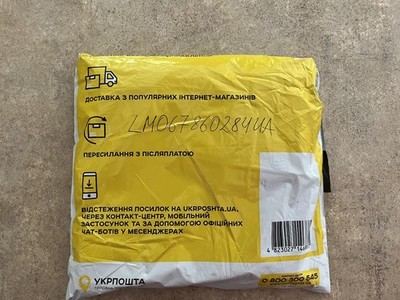 ДОСТАВКА З ПОПУЛЯРНИХ ІНТЕРНЕТ-МАГАЗИНІВ
LM067860284UA
ПЕРЕСИЛАННЯ З ПІСЛЯПЛАТОЮ
ВІДСТЕЖЕННЯ ПОСИЛОК НА UKRPOSHTA.UA,
ЧЕРЕЗ КОНТАКТ-ЦЕНТР, МОБІЛЬНИЙ
ЗАСТОСУНОК ТА ЗА ДОПОМОГОЮ ОФІЦІЙНИХ
ЧАТ-БОТІВ У МЕСЕНДЖЕРАХ
УКРПОШТА
0 800 300 545